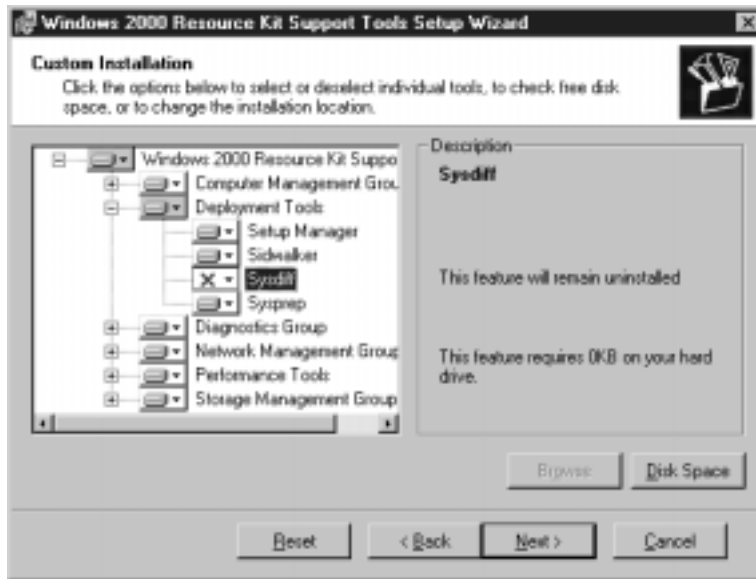 Windows 2000 Resource Kit Support Tools Setup Wizard
Custom Installation
Click the options below to select or deselect individual tools, to check free disk
space, or to change the installation location.
Windows 2000 Resource Kit Suppo
Computer Management Grou
Deployment Tools
Setup Manager
Sidwalker
Sysdiff
Sysprep
Diagnostics Group
Network Management Group
Performance Tools
Storage Management Group
Description
Sysdiff
This feature will remain uninstalled
This feature requires 0KB on your hard
drive.
Browse
Disk Space
Reset
< Back
Next >
Cancel